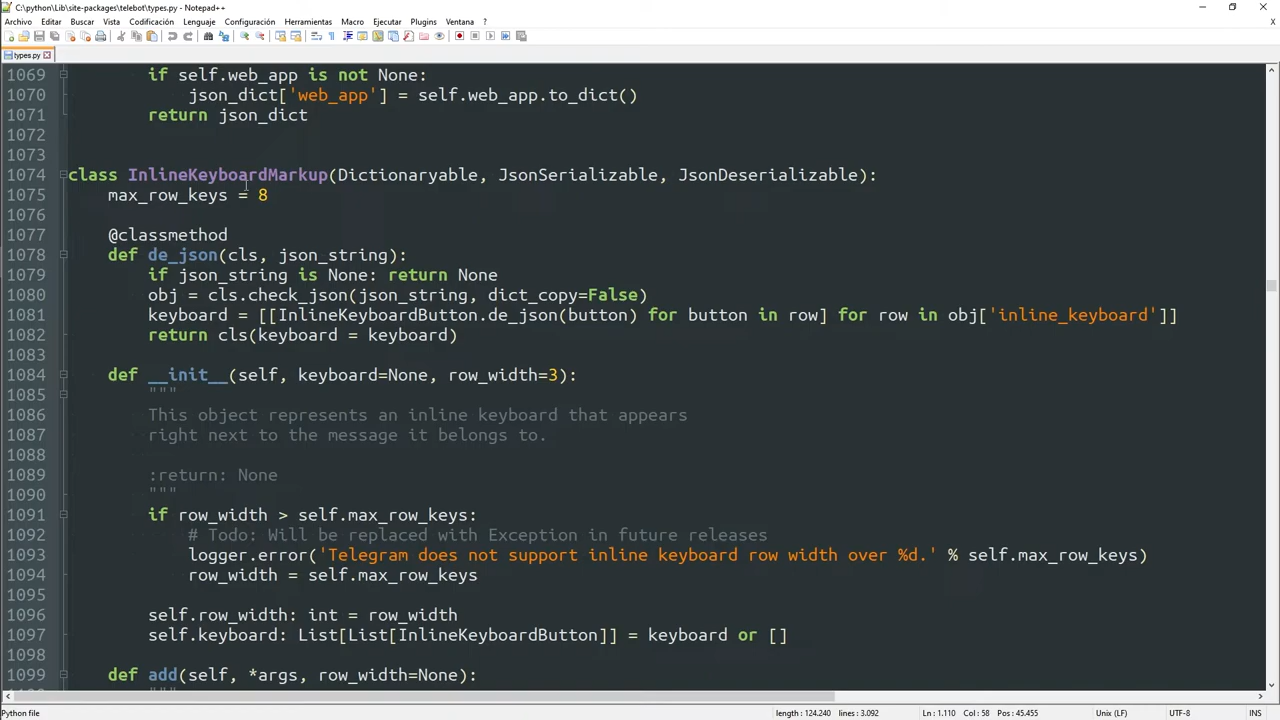 C:\python\Lib\site-packages\telebot\types.py - Notepad++
Archivo Editar Buscar Vista Codificación Lenguaje Configuración Herramientas Macro Ejecutar Plugins Ventana ?
X
types.py
1069 if self.web_app is not None:
1070 json_dict['web_app'] = self.web_app.to_dict()
1071 return json_dict
1072
1073
1074 class InlineKeyboardMarkup(Dictionaryable, JsonSerializable, JsonDeserializable):
1075 max_row_keys = 8
1076
1077 @classmethod
1078 def de_json(cls, json_string):
1079 if json_string is None: return None
1080 obj = cls.check_json(json_string, dict_copy=False)
1081 keyboard = [[InlineKeyboardButton.de_json(button) for button in row] for row in obj['inline_keyboard']]
1082 return cls(keyboard = keyboard)
1083
1084 def __init__(self, keyboard=None, row_width=3):
1085 """
1086 This object represents an inline keyboard that appears
1087 right next to the message it belongs to.
1088
1089 :return: None
1090 """
1091 if row_width > self.max_row_keys:
1092 # Todo: Will be replaced with Exception in future releases
1093 logger.error('Telegram does not support inline keyboard row width over %d.' % self.max_row_keys)
1094 row_width = self.max_row_keys
1095
1096 self.row_width: int = row_width
1097 self.keyboard: List[List[InlineKeyboardButton]] = keyboard or []
1098
1099 def add(self, *args, row_width=None):
Python file length : 124.240 lines : 3.092 Ln : 1.110 Col : 58 Pos : 45.455 Unix (LF) UTF-8 INS